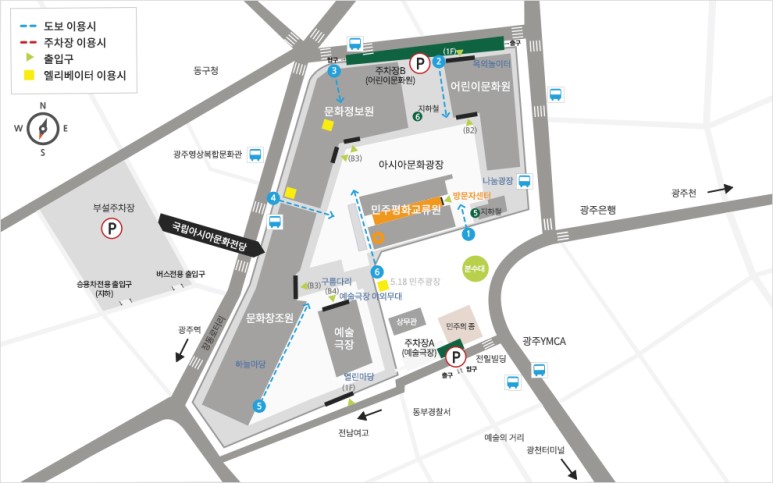 도보 이용시
주차장 이용시
출입구
엘리베이터 이용시
N
W
E
S
동구청
입구
3
주차장B
(어린이문화원)
P
(1F)
2
출구
옥뜰놀이터
어린이문화원
문화정보원
지하철
6
(B2)
(B3)
광주영상복합문화관
아시아문화광장
나눔광장
4
민주평화교류원
방문자센터
5
지하철
1
광주천
광주은행
부설주차장
P
국립아시아문화전당
승용차전용 출입구
(지하)
버스전용 출입구
6
분수대
5.18 민주광장
(B3)
구름다리
(B4)
예술극장 야외무대
문화창조원
예술
극장
상무관
민주의 종
주차장A
(예술극장)
P
출구
입구
전일빌딩
광주YMCA
광주역
장동로터리
하늘마당
열린마당
(1F)
5
전남여고
동부경찰서
예술의 거리
광천터미널